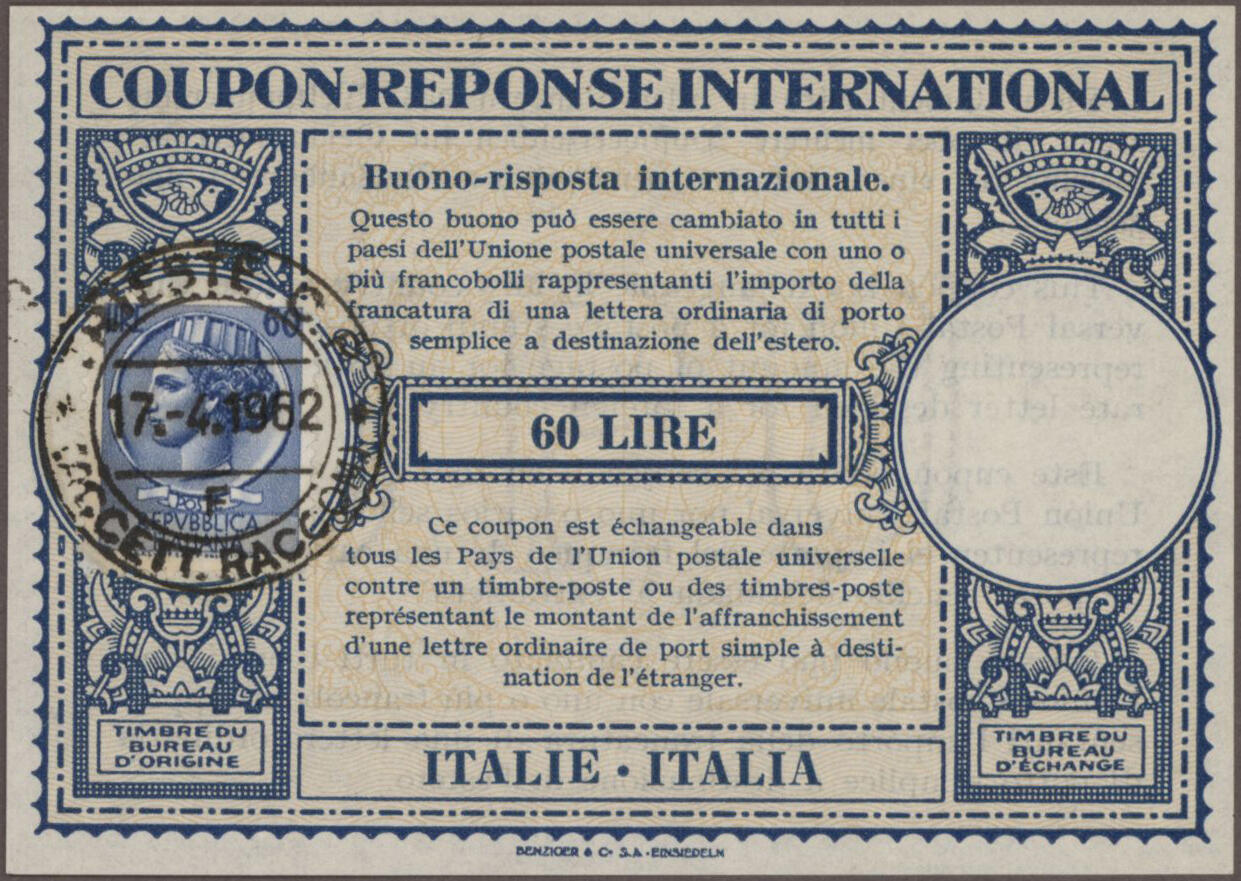 COUPON-REPONSE INTERNATIONAL
Buono-risposta internazionale.
Questo buono può essere cambiato in tutti i
paesi dell'Unione postale universale con uno o
più francobolli rappresentanti l'importo della
francatura di una lettera ordinaria di porto
semplice a destinazione dell'estero.
60 LIRE
Ce coupon est échangeable dans
tous les Pays de l'Union postale universelle
contre un timbre-poste ou des timbres-poste
représentant le montant de l'affranchissement
d'une lettre ordinaire de port simple à desti-
nation de l'étranger.
TRIESTE C.P.
LIRE 60
17.-4.1962
F
POSTE
REPVBBLICA
ACCETT. RACCOM
TIMBRE DU
BUREAU
D'ORIGINE
ITALIE · ITALIA
TIMBRE DU
BUREAU
D'ÉCHANGE
BENZIGER & Co S.A. - EINSIEDELN